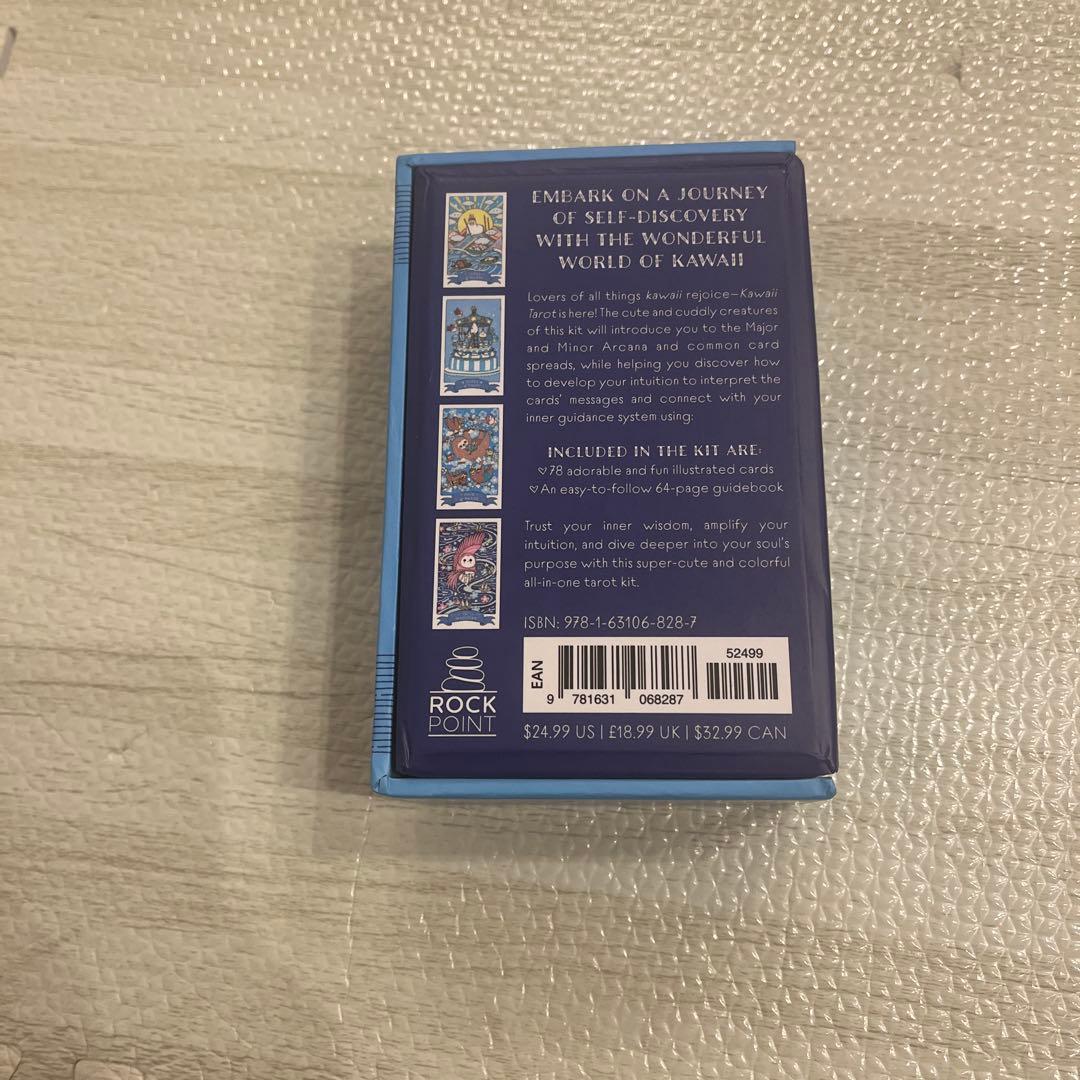 EMBARK ON A JOURNEY
OF SELF-DISCOVERY
WITH THE WONDERFUL
WORLD OF KAWAII
Lovers of all things kawaii rejoice—Kawaii
Tarot is here! The cute and cuddly creatures
of this kit will introduce you to the Major
and Minor Arcana and common card
spreads, while helping you discover how
to develop your intuition to interpret the
cards' messages and connect with your
inner guidance system using:
INCLUDED IN THE KIT ARE:
♡78 adorable and fun illustrated cards
♡An easy-to-follow 64-page guidebook
Trust your inner wisdom, amplify your
intuition, and dive deeper into your soul's
purpose with this super-cute and colorful
all-in-one tarot kit.
ISBN: 978-1-63106-828-7
EAN
52499
9 781631 068287
ROCK
POINT
$24.99 US | £18.99 UK | $32.99 CAN